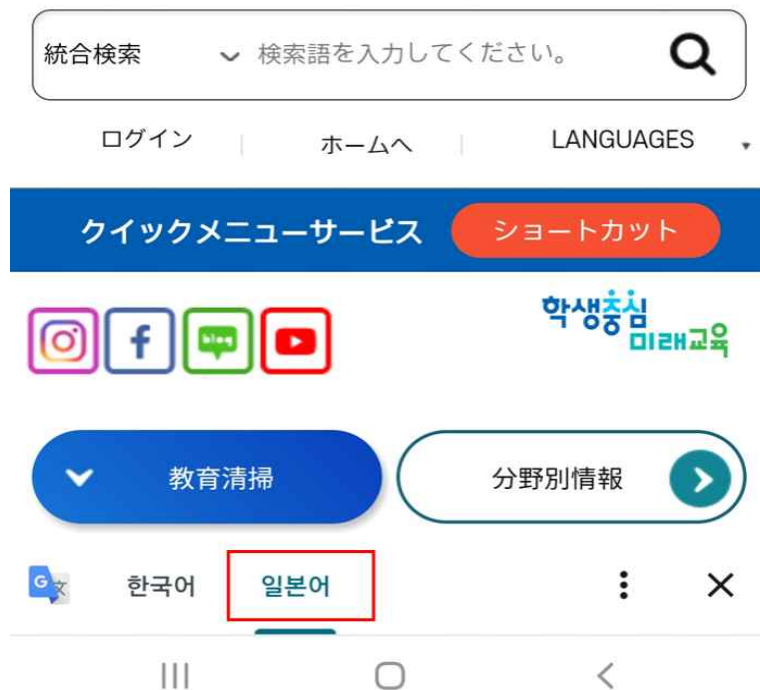 統合検索 検索語を入力してください。
ログイン ホームへ LANGUAGES
クイックメニューサービス ショートカット
blog
학생중심
미래교육
教育清掃 分野別情報
G 文 한국어 일본어